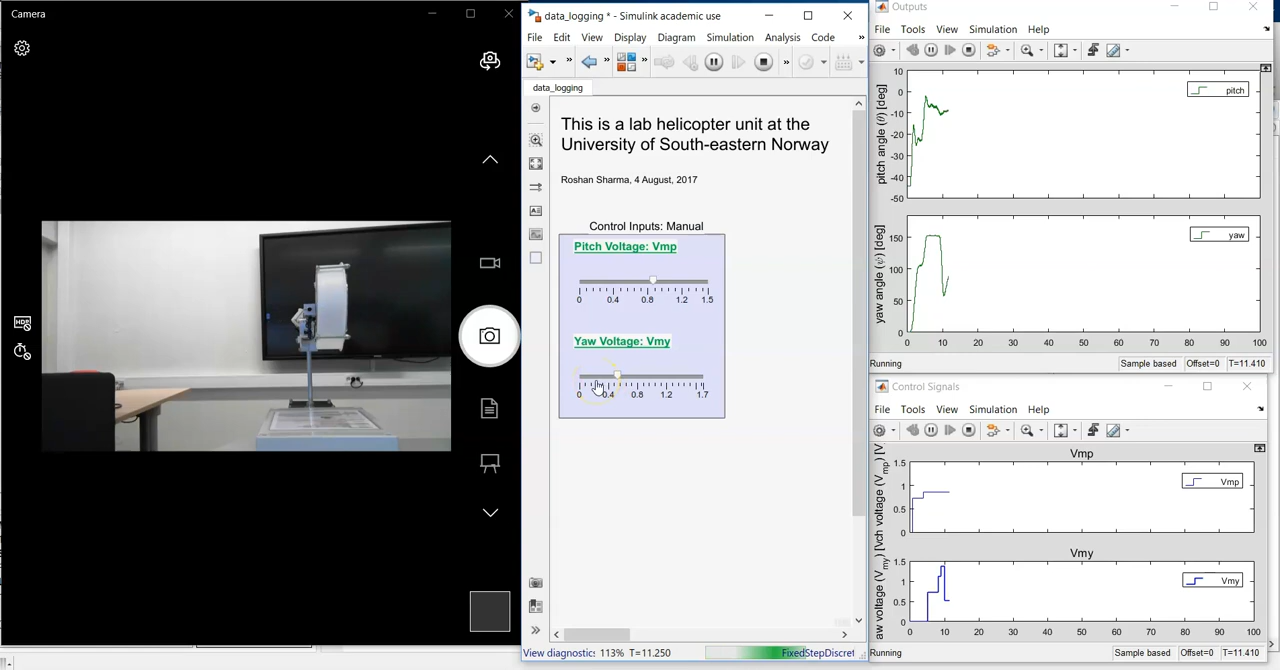 Camera
data_logging * - Simulink academic use
File Edit View Display Diagram Simulation Analysis Code »
data_logging
This is a lab helicopter unit at the
University of South-eastern Norway
Roshan Sharma, 4 August, 2017
Control Inputs: Manual
Pitch Voltage: Vmp
0 0.4 0.8 1.2 1.5
Yaw Voltage: Vmy
0 0.4 0.8 1.2 1.7
View diagnostics 113% T=11.250 FixedStepDiscret
HDR
Outputs
File Tools View Simulation Help
pitch angle (θ) [deg]
10
0
-10
-20
-30
-40
-50
pitch
yaw angle (ψ) [deg]
150
100
50
0
yaw
0 10 20 30 40 50 60 70 80 90 100
Running Sample based Offset=0 T=11.410
Control Signals
File Tools View Simulation Help
Vmp
1.5
1
0.5
0
Vmp
Vmy
aw voltage (Vmy) [V
1.5
1
0.5
0
Vmy
0 10 20 30 40 50 60 70 80 90 100
Running Sample based Offset=0 T=11.410